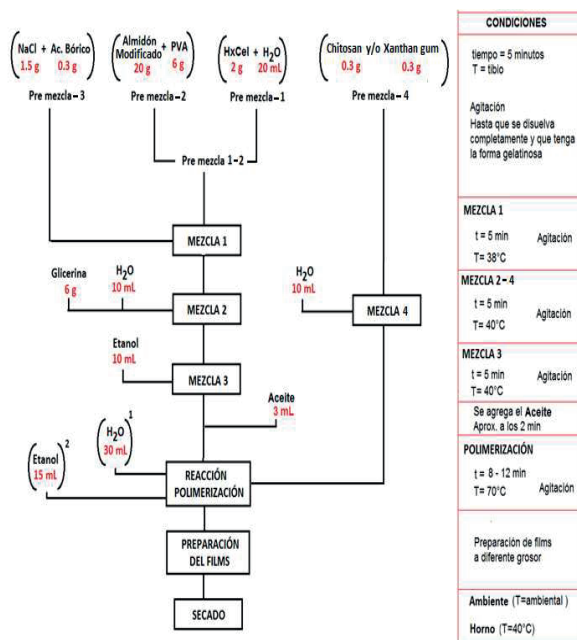 (NaCl + Ac. Bórico)
1.5 g 0.3 g
Pre mezcla-3
(Almidón Modificado + PVA)
20 g 6 g
Pre mezcla-2
(HxCel + H₂O)
2 g 20 mL
Pre mezcla-1
(Chitosan y/o Xanthan gum)
0.3 g 0.3 g
Pre mezcla-4
Pre mezcla 1-2
MEZCLA 1
Glicerina
6 g
H₂O
10 mL
MEZCLA 2
H₂O
10 mL
MEZCLA 4
Etanol
10 mL
MEZCLA 3
Aceite
3 mL
(H₂O)¹
30 mL
(Etanol)²
15 mL
REACCIÓN
POLIMERIZACIÓN
PREPARACIÓN
DEL FILMS
SECADO
CONDICIONES
tiempo = 5 minutos
T = tibio
Agitación
Hasta que se disuelva
completamente y que tenga
la forma gelatinosa
MEZCLA 1
t = 5 min Agitación
T= 38°C
MEZCLA 2-4
t = 5 min
Agitación
T= 40°C
MEZCLA 3
t = 5 min Agitación
T= 40°C
Se agrega el Aceite
Aprox. a los 2 min
POLIMERIZACIÓN
t = 8 - 12 min
T= 70°C Agitación
Preparación de films
a diferente grosor
Ambiente (T=ambiental )
Horno (T=40°C)